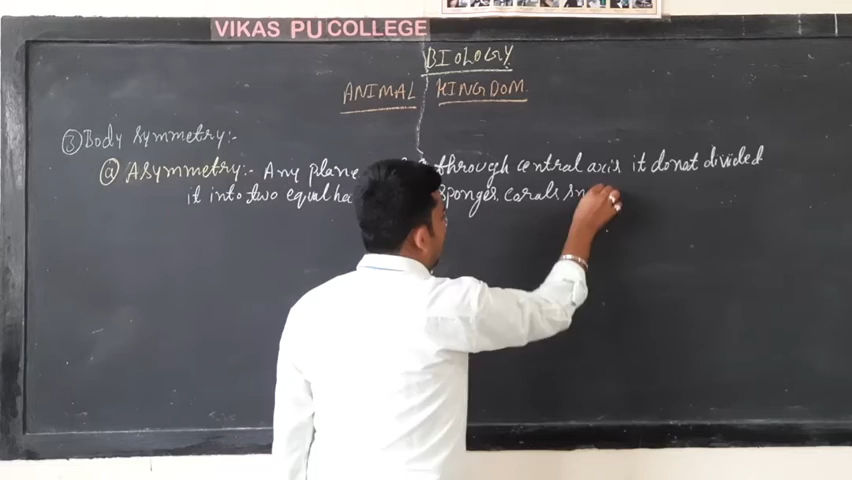 VIKAS PU COLLEGE
BIOLOGY
ANIMAL KINGDOM
③ Body Symmetry:-
ⓐ Asymmetry:- Any plane through central axis it donot divided
it into two equal sponges, corals